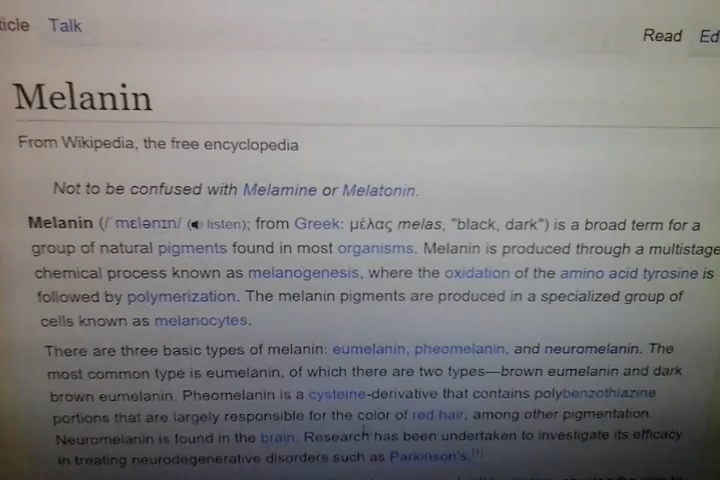 ticle Talk
Read Ed
Melanin
From Wikipedia, the free encyclopedia
Not to be confused with Melamine or Melatonin.
Melanin (/ˈmɛlənɪn/ (listen); from Greek: μέλας melas, "black, dark") is a broad term for a
group of natural pigments found in most organisms. Melanin is produced through a multistage
chemical process known as melanogenesis, where the oxidation of the amino acid tyrosine is
followed by polymerization. The melanin pigments are produced in a specialized group of
cells known as melanocytes.
There are three basic types of melanin: eumelanin, pheomelanin, and neuromelanin. The
most common type is eumelanin, of which there are two types—brown eumelanin and dark
brown eumelanin. Pheomelanin is a cysteine-derivative that contains polybenzothiazine
portions that are largely responsible for the color of red hair, among other pigmentation.
Neuromelanin is found in the brain. Research has been undertaken to investigate its efficacy
in treating neurodegenerative disorders such as Parkinson's.[1]